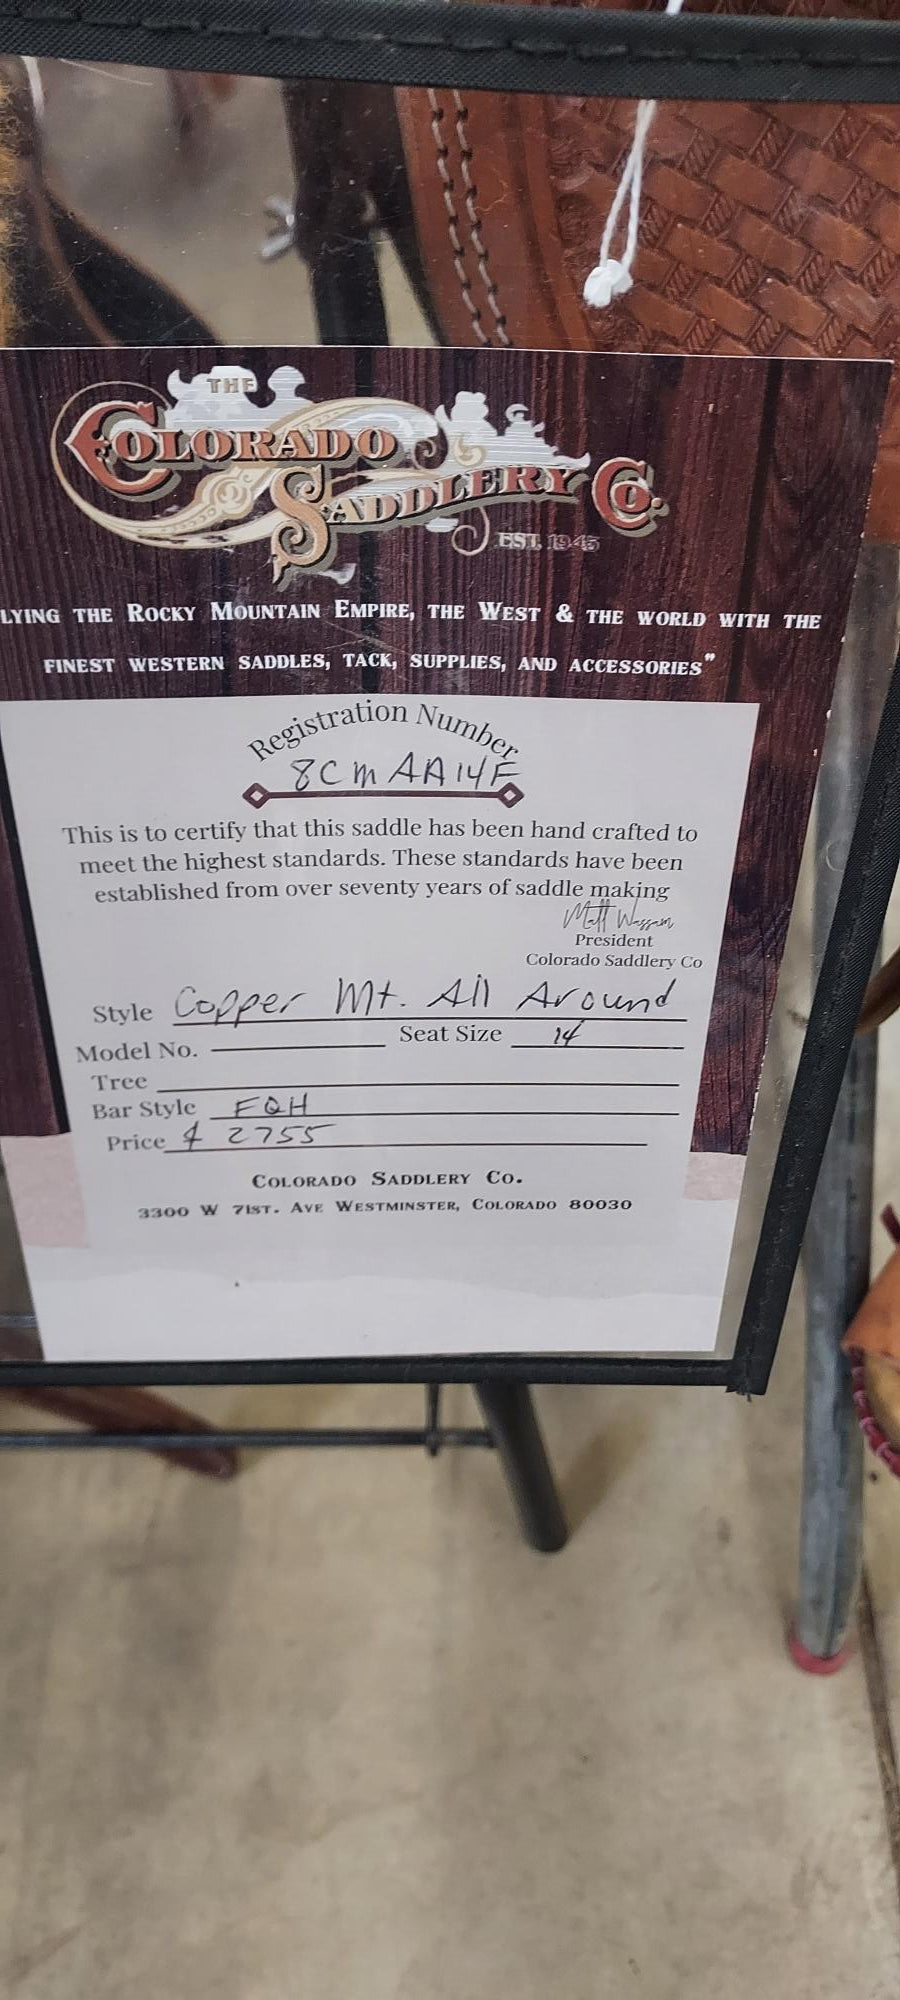 THE
COLORADO
SADDLERY CO.
EST. 1945
LYING THE ROCKY MOUNTAIN EMPIRE, THE WEST & THE WORLD WITH THE
FINEST WESTERN SADDLES, TACK, SUPPLIES, AND ACCESSORIES"
Registration Number
8CMAA14F
This is to certify that this saddle has been hand crafted to
meet the highest standards. These standards have been
established from over seventy years of saddle making
Matt Wassam
President
Colorado Saddlery Co
Style Copper Mt. All Around
Model No. Seat Size 14
Tree
Bar Style FQH
Price $ 2755
COLORADO SADDLERY CO.
3300 W 71ST. AVE WESTMINSTER, COLORADO 80030